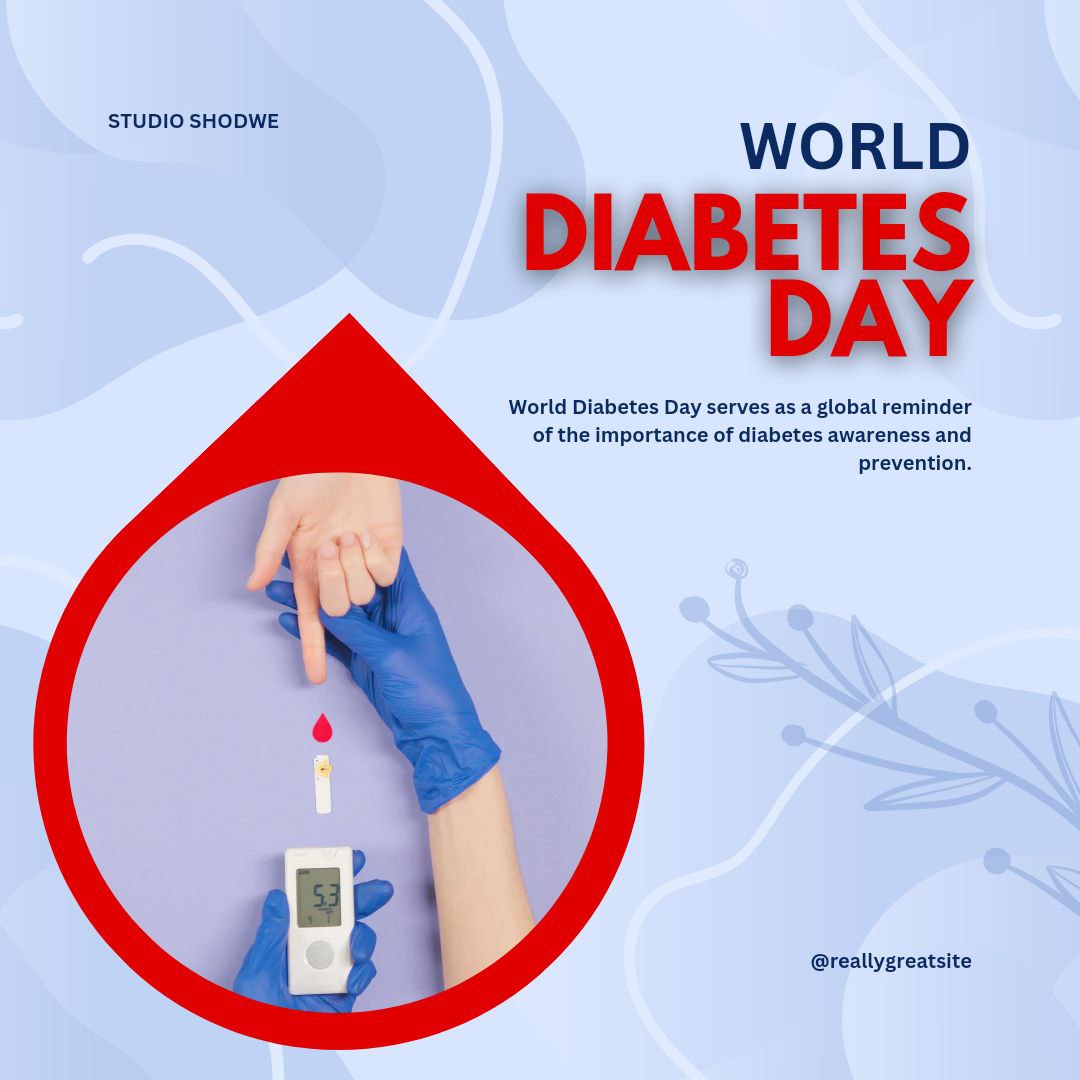 STUDIO SHODWE
WORLD
DIABETES
DAY
World Diabetes Day serves as a global reminder
of the importance of diabetes awareness and
prevention.
5.3
@reallygreatsite